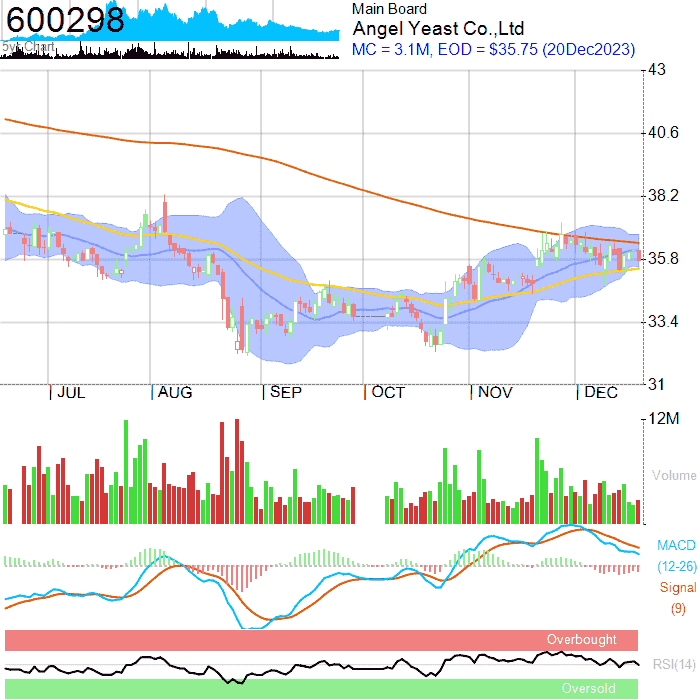 600298
5yr Chart
Main Board
Angel Yeast Co.,Ltd
MC = 3.1M, EOD = $35.75 (20Dec2023)
43
40.6
38.2
35.8
33.4
31
JUL AUG SEP OCT NOV DEC
12M
Volume
MACD
(12-26)
Signal
(9)
Overbought
RSI(14)
Oversold